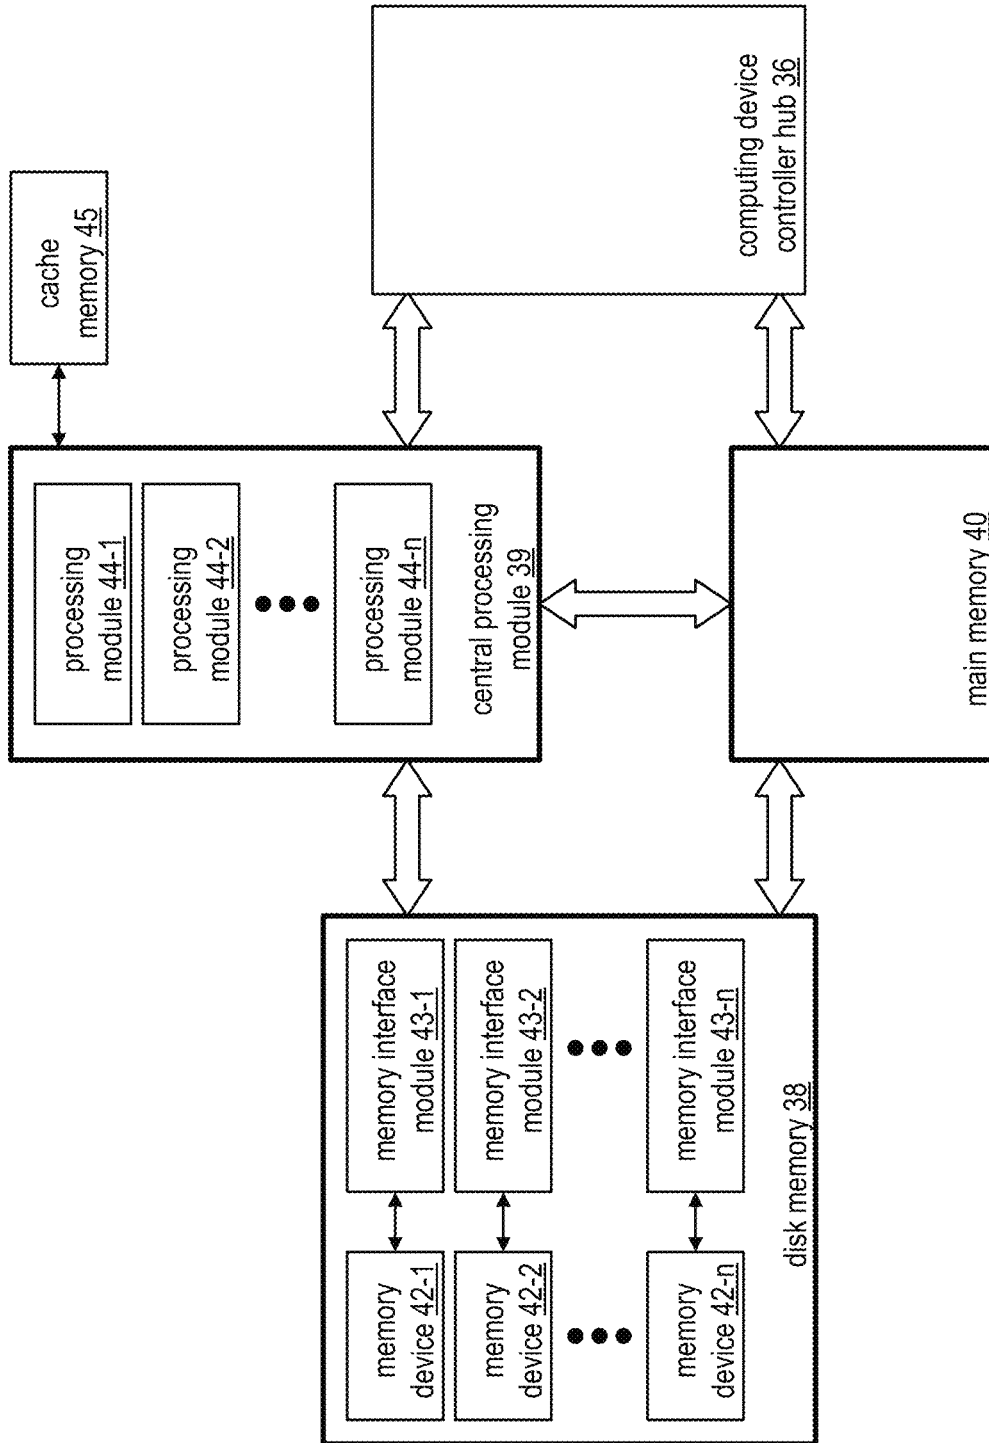 memory
device 42-1
memory interface
module 43-1
memory
device 42-2
memory interface
module 43-2
memory
device 42-n
memory interface
module 43-n
disk memory 38
processing
module 44-1
processing
module 44-2
processing
module 44-n
central processing
module 39
main memory 40
cache
memory 45
computing device
controller hub 36